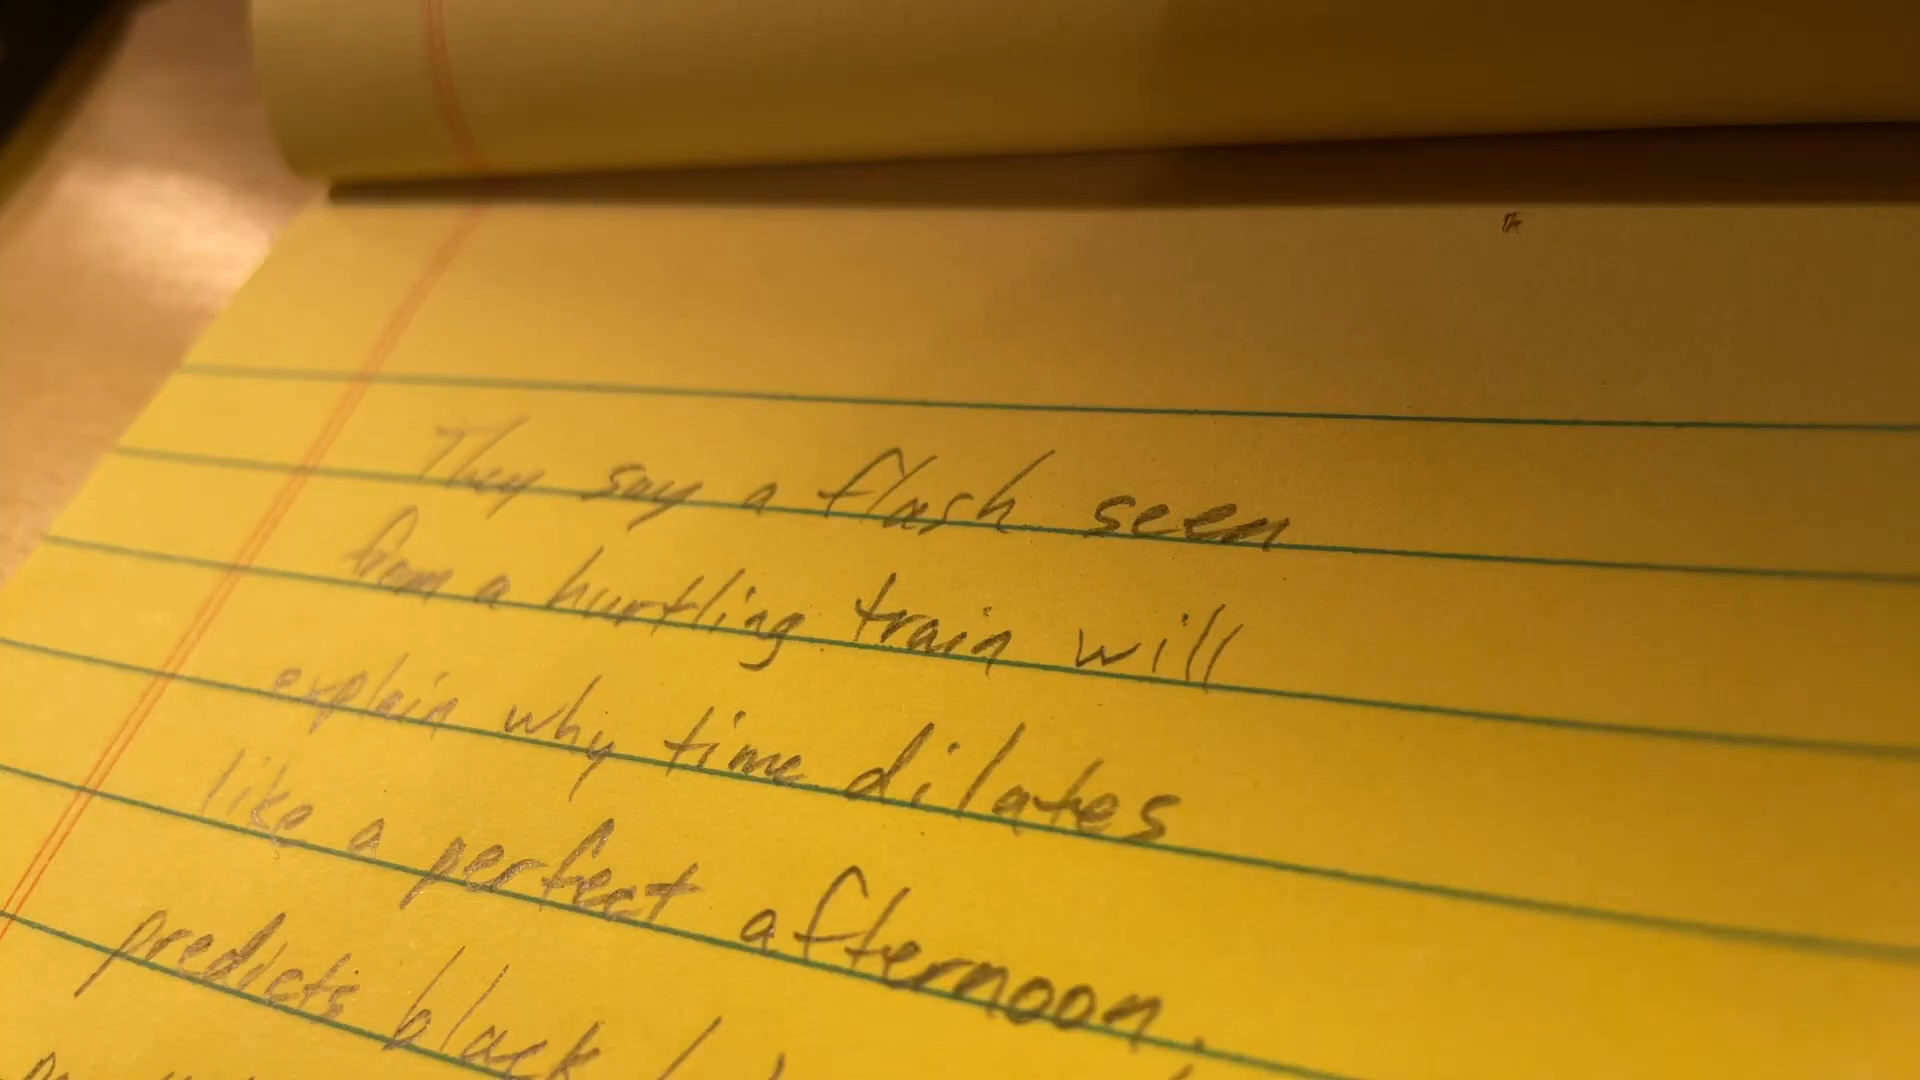 They say a flash seen
from a hurtling train will
explain why time dilates
like a perfect afternoon,
predicts black